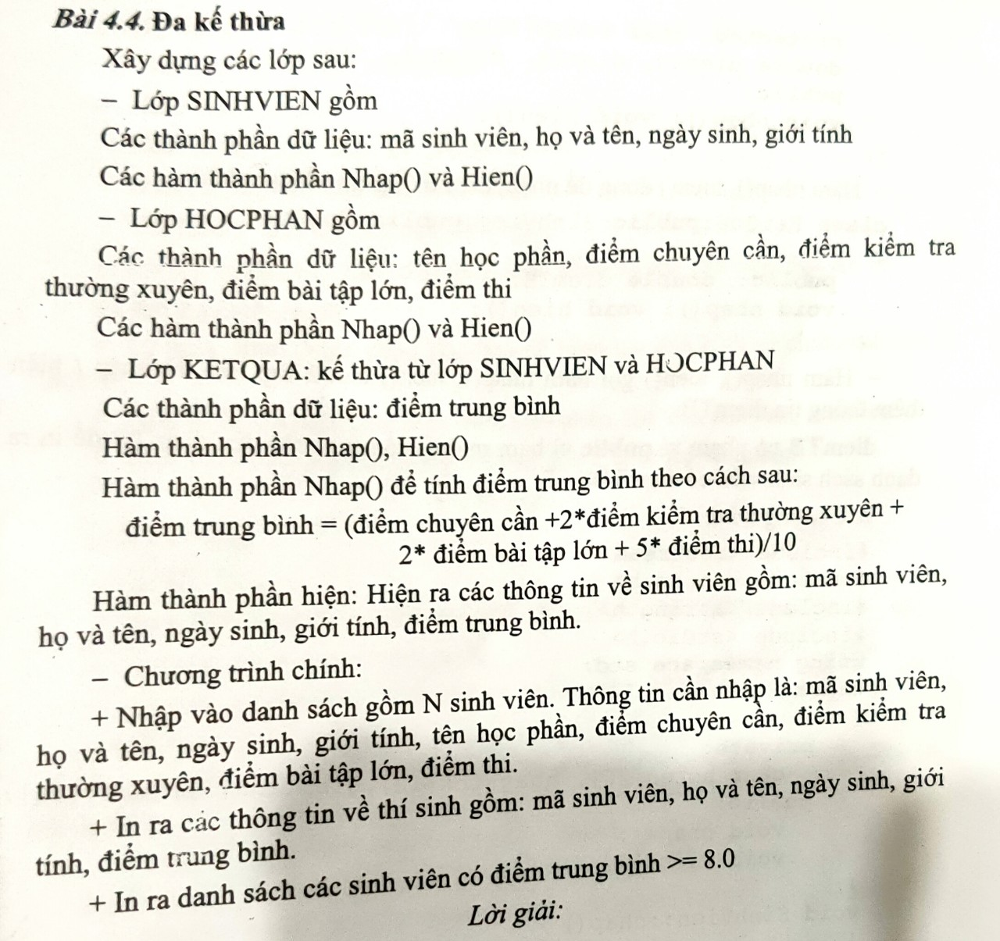 Bài 4.4. Đa kế thừa
Xây dựng các lớp sau:
– Lớp SINHVIEN gồm
Các thành phần dữ liệu: mã sinh viên, họ và tên, ngày sinh, giới tính
Các hàm thành phần Nhap() và Hien()
– Lớp HOCPHAN gồm
Các thành phần dữ liệu: tên học phần, điểm chuyên cần, điểm kiểm tra
thường xuyên, điểm bài tập lớn, điểm thi
Các hàm thành phần Nhap() và Hien()
Lớp KETQUA: kế thừa từ lớp SINHVIEN và HOCPHAN
Các thành phần dữ liệu: điểm trung bình
Hàm thành phần Nhap(), Hien()
Hàm thành phần Nhap() để tính điểm trung bình theo cách sau:
điểm trung bình = (điểm chuyên cần +2*điểm kiểm tra thường xuyên +
2* điểm bài tập lớn + 5* điểm thi)/10
Hàm thành phần hiện: Hiện ra các thông tin về sinh viên gồm: mã sinh viên,
họ và tên, ngày sinh, giới tính, điểm trung bình.
– Chương trình chính:
+ Nhập vào danh sách gồm N sinh viên. Thông tin cần nhập là: mã sinh viên,
họ và tên, ngày sinh, giới tính, tên học phần, điểm chuyên cần, điểm kiểm tra
thường xuyên, điểm bài tập lớn, điểm thi.
+ In ra các thông tin về thí sinh gồm: mã sinh viên, họ và tên, ngày sinh, giới
tính, điểm trung bình.
+ In ra danh sách các sinh viên có điểm trung bình >= 8.0
Lời giải: